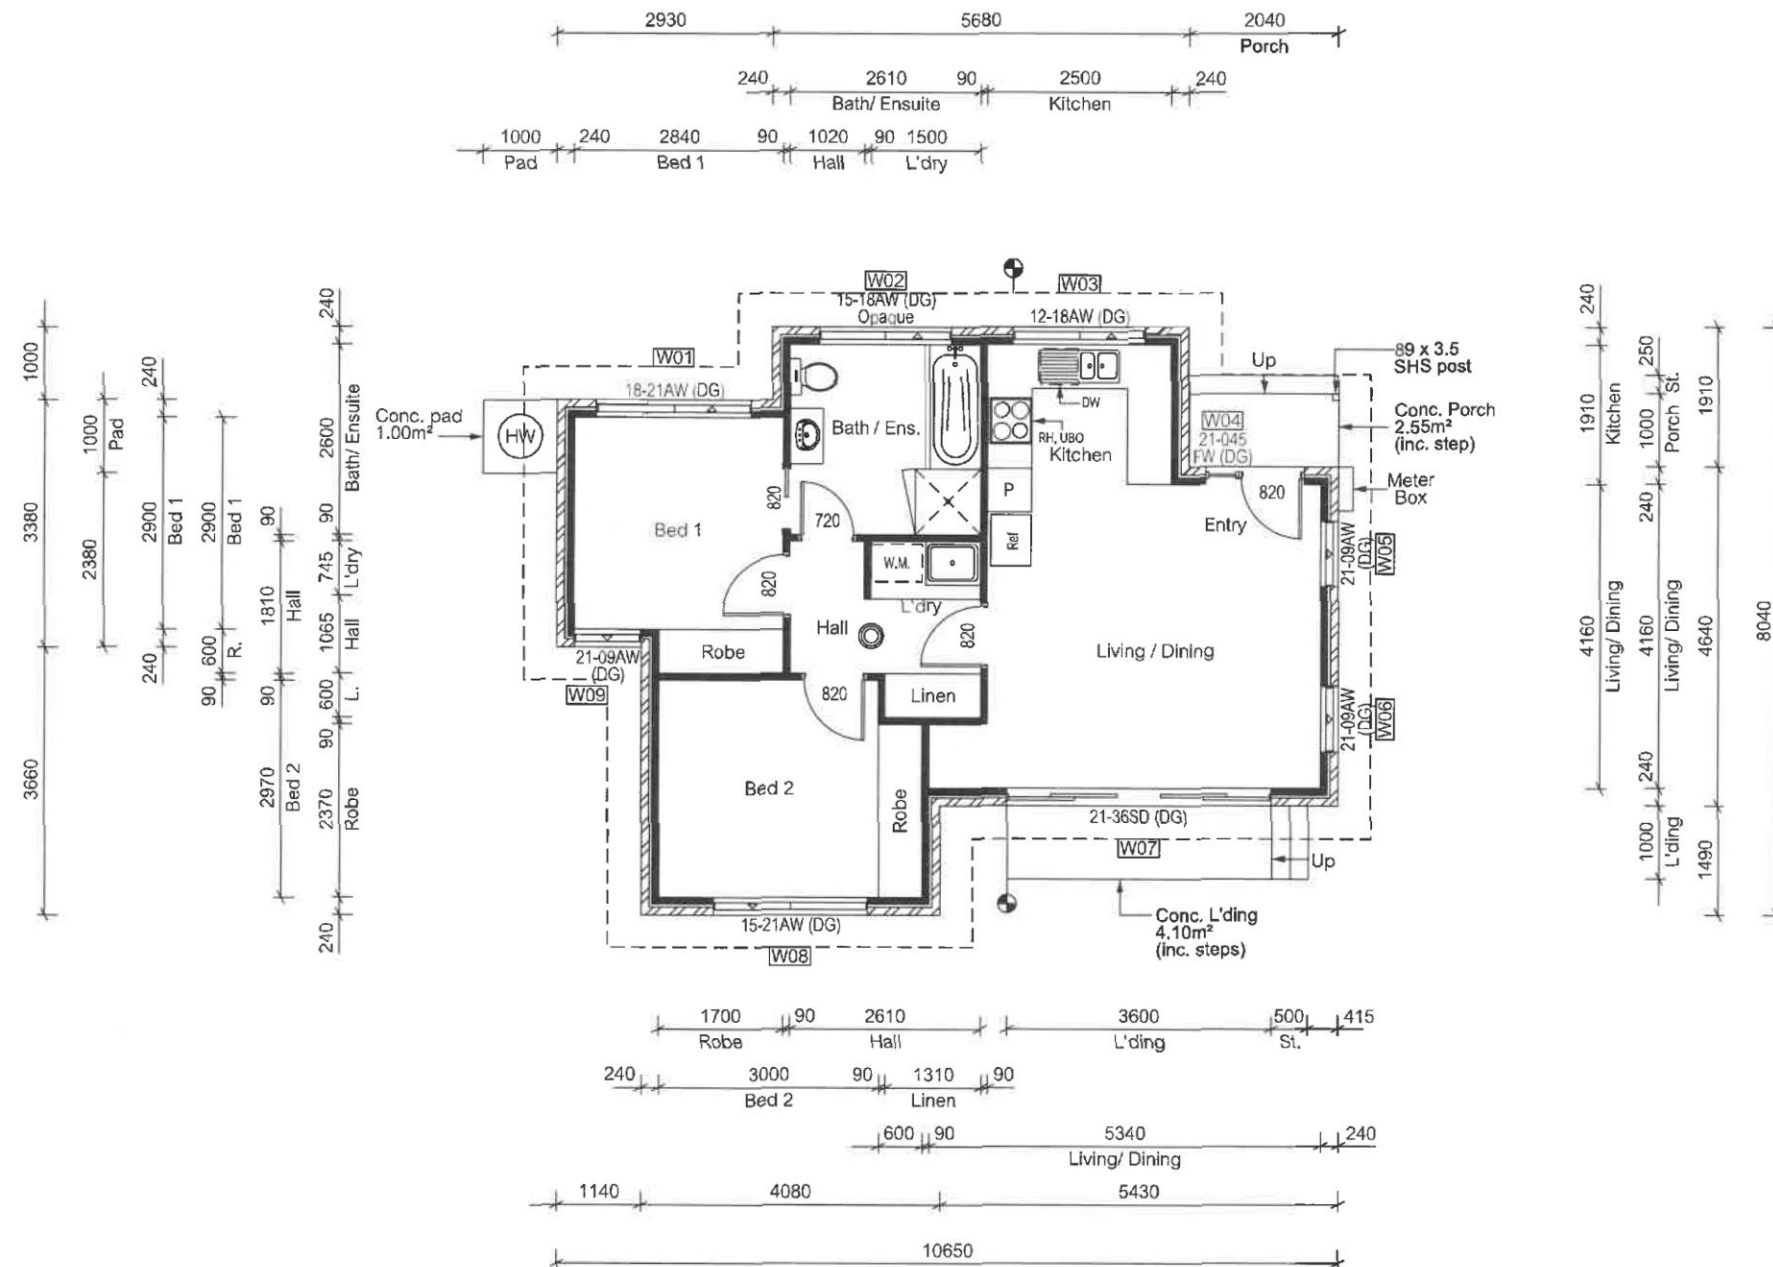 2930 5680 2040
Porch
240 2610 90 2500 240
Bath/ Ensuite Kitchen
1000 240 2840 90 1020 90 1500
Pad Bed 1 Hall L'dry
W02 W03
15-18AW (DG)
Opaque
12-18AW (DG)
W01
18-21AW (DG)
Up
89 x 3.5
SHS post
Conc. pad
1.00m²
HW
Bath / Ens.
DW
RH, UBO
Kitchen
W04
21-045
FW (DG)
Conc. Porch
2.55m²
(inc. step)
Meter
Box
P
820
820
720
Bed 1
Entry
Ref
W.M.
21-09AW
(DG)
W05
820
L'dry
Hall
820
Robe
Living / Dining
21-09AW
(DG)
W09
820
Linen
21-09AW
(DG)
W06
Bed 2
Robe
21-36SD (DG)
W07
Up
15-21AW (DG)
W08
Conc. L'ding
4.10m²
(inc. steps)
1000
3380
3660
1000
Pad
2380
240
2900
Bed 1
240
2900
Bed 1
600
R.
90
90
1810
Hall
90
2970
Bed 2
240
2600
Bath/ Ensuite
90
745
L'dry
1065
Hall
600
L.
90
2370
Robe
240
240
1910
Kitchen
4160
Living/ Dining
250
St.
1000
Porch
240
4160
Living/ Dining
240
1000
L'ding
1910
4640
1490
8040
1700 90 2610 3600 500 415
Robe Hall L'ding St.
240 3000 90 1310 90
Bed 2 Linen
600 90 5340 240
Living/ Dining
1140 4080 5430
10650